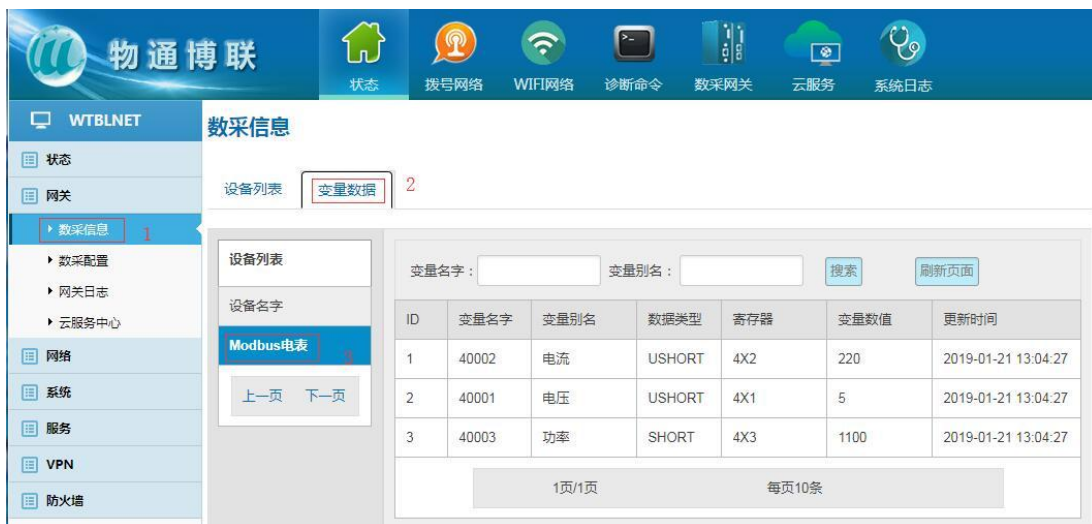 物通博联
状态 拨号网络 WIFI网络 诊断命令 数采网关 云服务 系统日志
WTBLNET
状态
网关
数采信息 1
数采配置
网关日志
云服务中心
网络
系统
服务
VPN
防火墙
数采信息
设备列表 变量数据 2
设备列表
设备名字
Modbus电表 3
上一页 下一页
变量名字： 变量别名： 搜索 刷新页面
ID 变量名字 变量别名 数据类型 寄存器 变量数值 更新时间
1 40002 电流 USHORT 4X2 220 2019-01-21 13:04:27
2 40001 电压 USHORT 4X1 5 2019-01-21 13:04:27
3 40003 功率 SHORT 4X3 1100 2019-01-21 13:04:27
1页/1页 每页10条